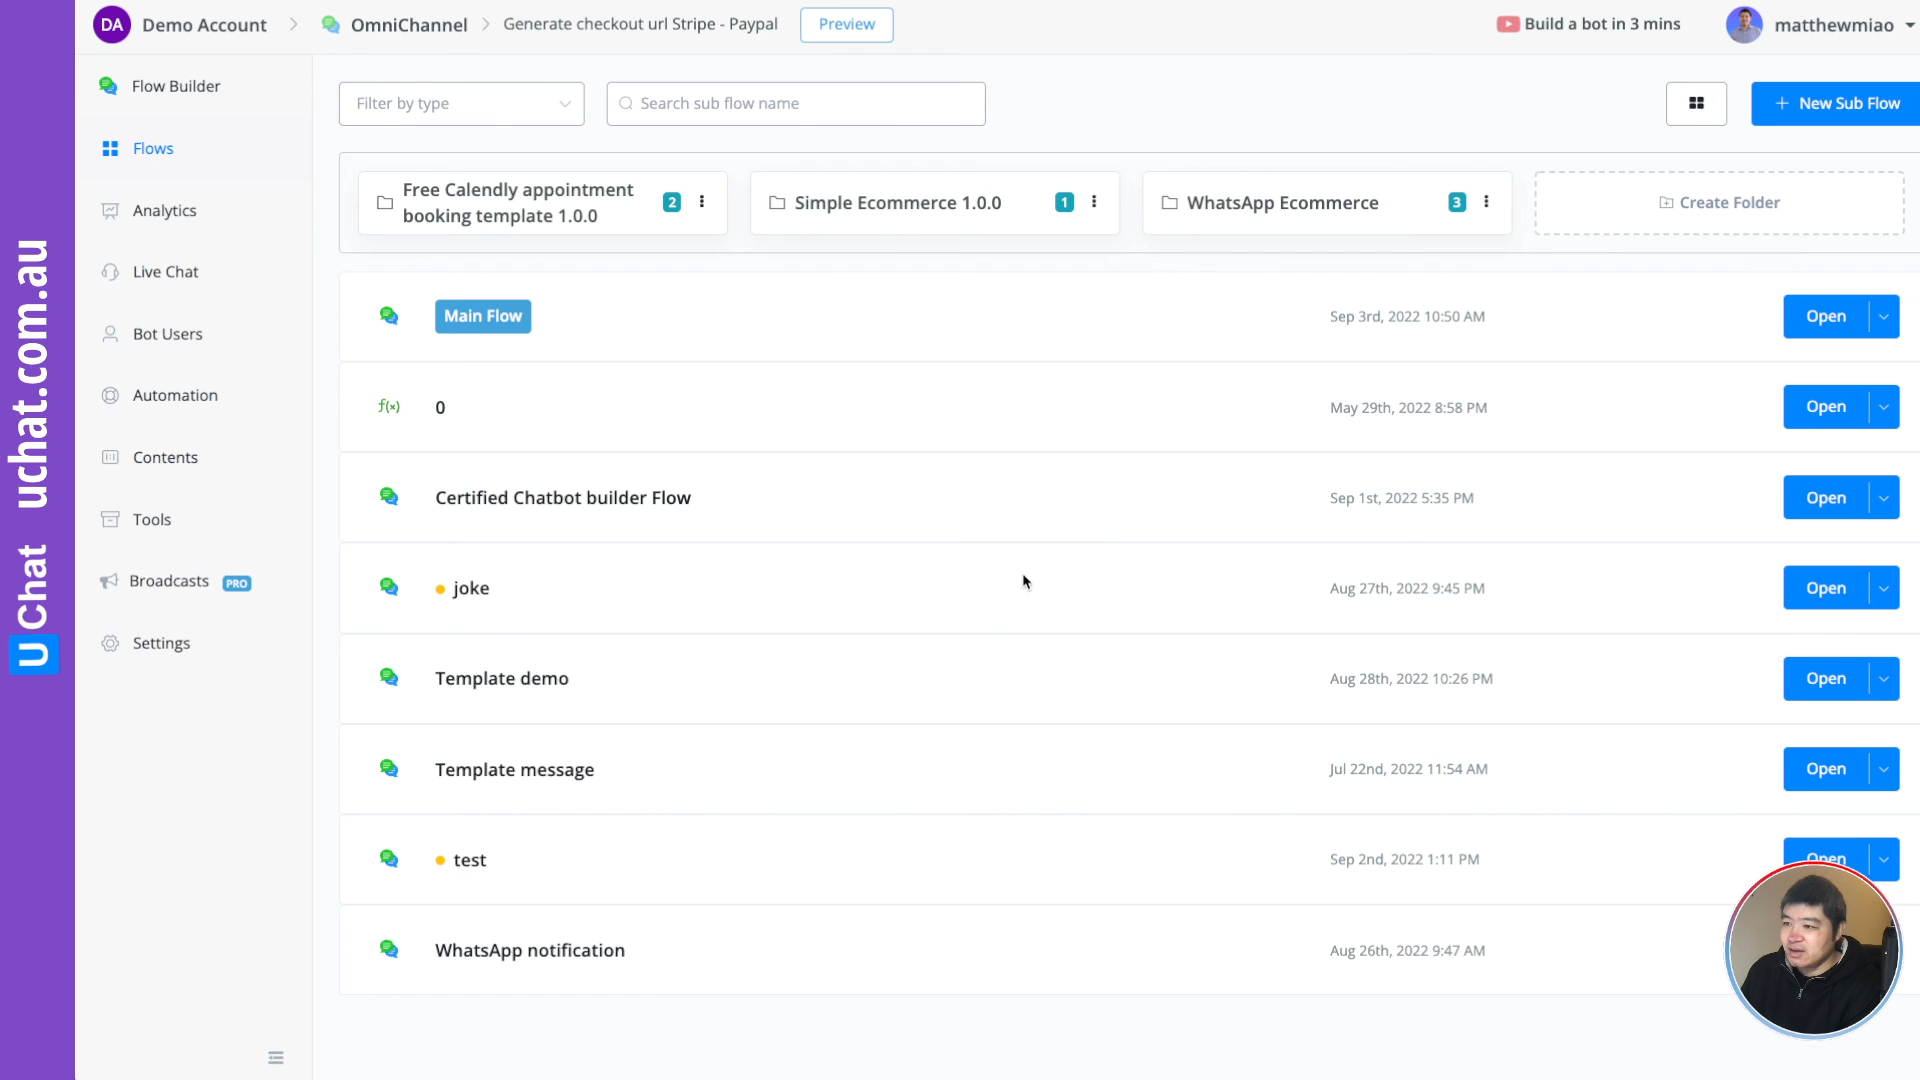 DA Demo Account > OmniChannel > Generate checkout url Stripe - Paypal Preview Build a bot in 3 mins matthewmiao
uchat.com.au
U Chat
Flow Builder
Flows
Analytics
Live Chat
Bot Users
Automation
Contents
Tools
Broadcasts PRO
Settings
Filter by type Search sub flow name + New Sub Flow
Free Calendly appointment
booking template 1.0.0 2
Simple Ecommerce 1.0.0 1
WhatsApp Ecommerce 3
Create Folder
Main Flow Sep 3rd, 2022 10:50 AM Open
f(x) 0 May 29th, 2022 8:58 PM Open
Certified Chatbot builder Flow Sep 1st, 2022 5:35 PM Open
joke Aug 27th, 2022 9:45 PM Open
Template demo Aug 28th, 2022 10:26 PM Open
Template message Jul 22nd, 2022 11:54 AM Open
test Sep 2nd, 2022 1:11 PM Open
WhatsApp notification Aug 26th, 2022 9:47 AM